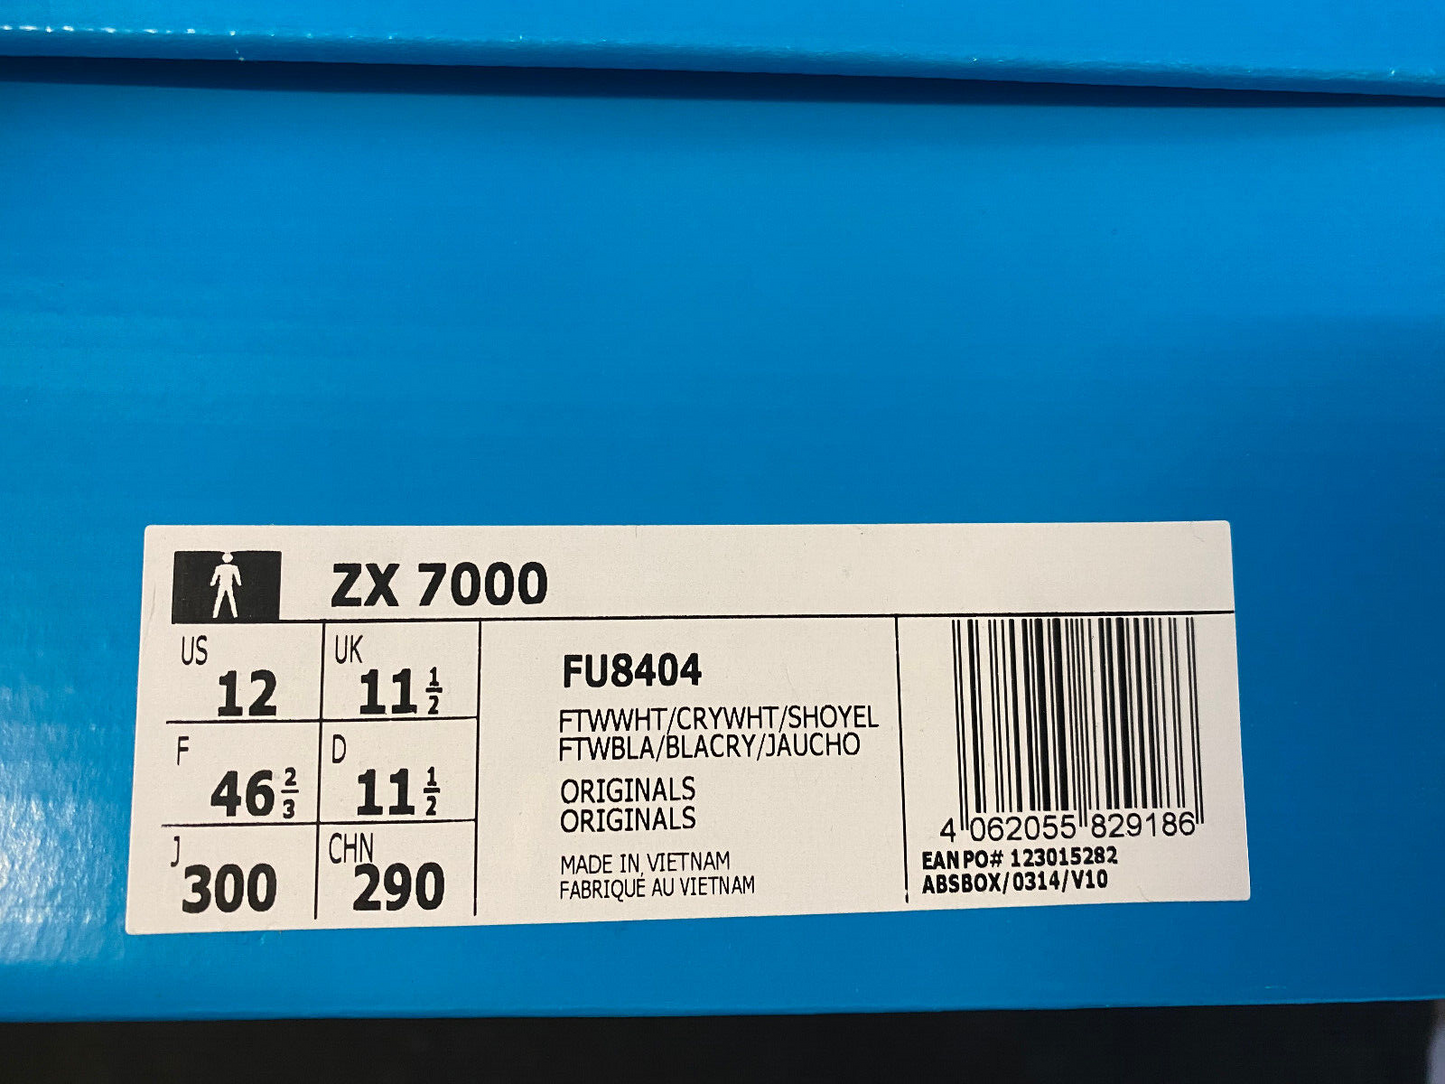 ZX 7000
US
12
UK
11 1/2
F
46 2/3
D
11 1/2
J
300
CHN
290
FU8404
FTWWHT/CRYWHT/SHOYEL
FTWBLA/BLACRY/JAUCHO
ORIGINALS
ORIGINALS
MADE IN VIETNAM
FABRIQUÉ AU VIETNAM
4 062055 829186
EAN PO# 123015282
ABSBOX/0314/V10